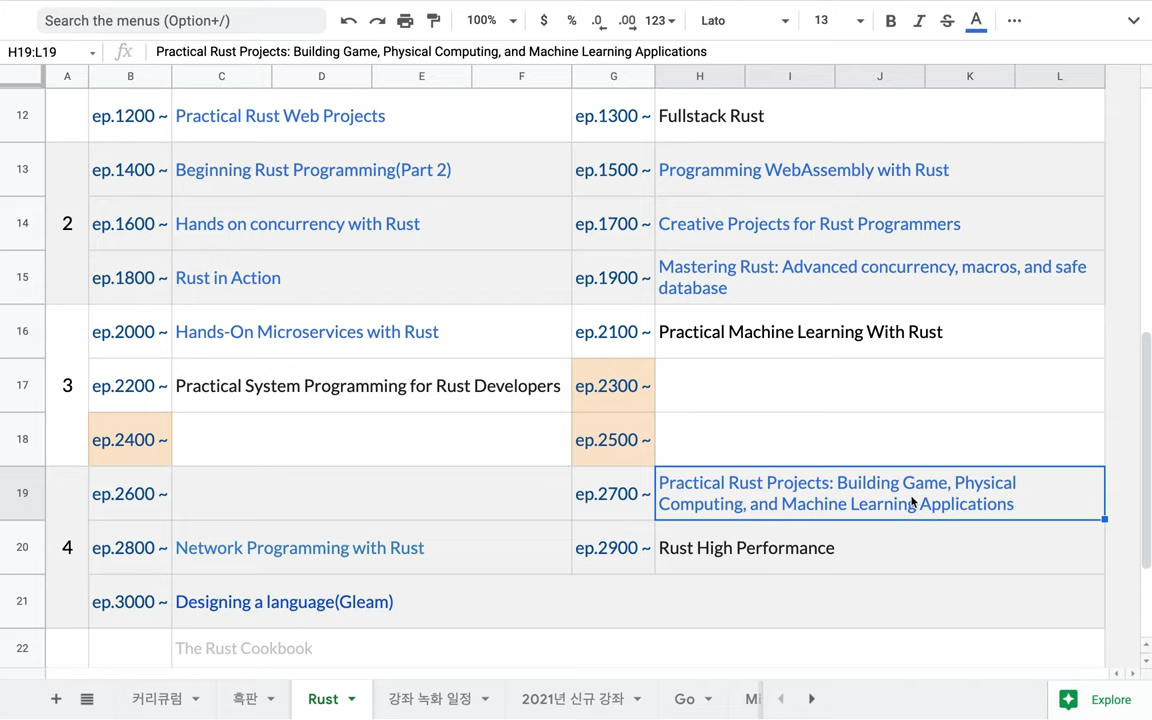 Search the menus (Option+/)
100%
$
%
.0
.00
123
Lato
13
B
I
S
A
H19:L19
fx
Practical Rust Projects: Building Game, Physical Computing, and Machine Learning Applications
A B C D E F G H I J K L
12 ep.1200 ~ Practical Rust Web Projects ep.1300 ~ Fullstack Rust
13 ep.1400 ~ Beginning Rust Programming(Part 2) ep.1500 ~ Programming WebAssembly with Rust
14 2 ep.1600 ~ Hands on concurrency with Rust ep.1700 ~ Creative Projects for Rust Programmers
15 ep.1800 ~ Rust in Action ep.1900 ~ Mastering Rust: Advanced concurrency, macros, and safe
database
16 ep.2000 ~ Hands-On Microservices with Rust ep.2100 ~ Practical Machine Learning With Rust
17 3 ep.2200 ~ Practical System Programming for Rust Developers ep.2300 ~
18 ep.2400 ~ ep.2500 ~
19 ep.2600 ~ ep.2700 ~ Practical Rust Projects: Building Game, Physical
Computing, and Machine Learning Applications
20 4 ep.2800 ~ Network Programming with Rust ep.2900 ~ Rust High Performance
21 ep.3000 ~ Designing a language(Gleam)
22 The Rust Cookbook
커리큘럼 흑판 Rust 강좌 녹화 일정 2021년 신규 강좌 Go Explore